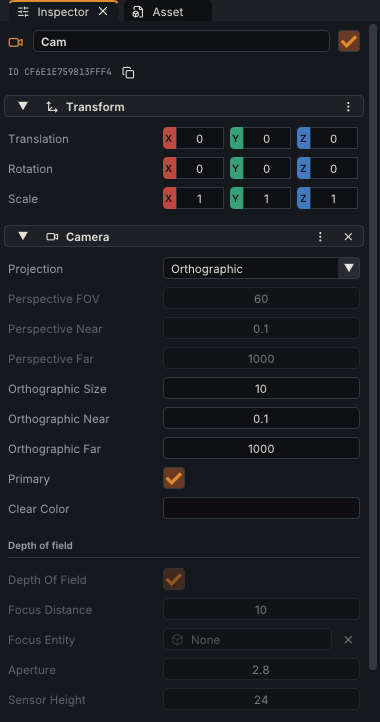 Inspector Asset
Cam
ID CF6E1E759B13FFF4
Transform
Translation X 0 Y 0 Z 0
Rotation X 0 Y 0 Z 0
Scale X 1 Y 1 Z 1
Camera
Projection Orthographic
Perspective FOV 60
Perspective Near 0.1
Perspective Far 1000
Orthographic Size 10
Orthographic Near 0.1
Orthographic Far 1000
Primary
Clear Color
Depth of field
Depth Of Field
Focus Distance 10
Focus Entity None
Aperture 2.8
Sensor Height 24